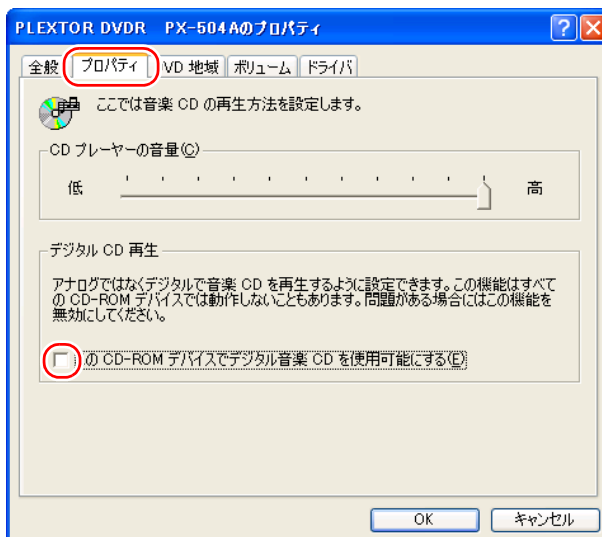 PLEXTOR DVDR PX-504Aのプロパティ
全般 プロパティ VD 地域 ボリューム ドライバ
ここでは音楽 CD の再生方法を設定します。
CD プレーヤーの音量(C)
低 高
デジタル CD 再生
アナログではなくデジタルで音楽 CD を再生するように設定できます。この機能はすべて
の CD-ROM デバイスでは動作しないこともあります。問題がある場合にはこの機能を
無効にしてください。
の CD-ROM デバイスでデジタル音楽 CD を使用可能にする(E)
OK キャンセル